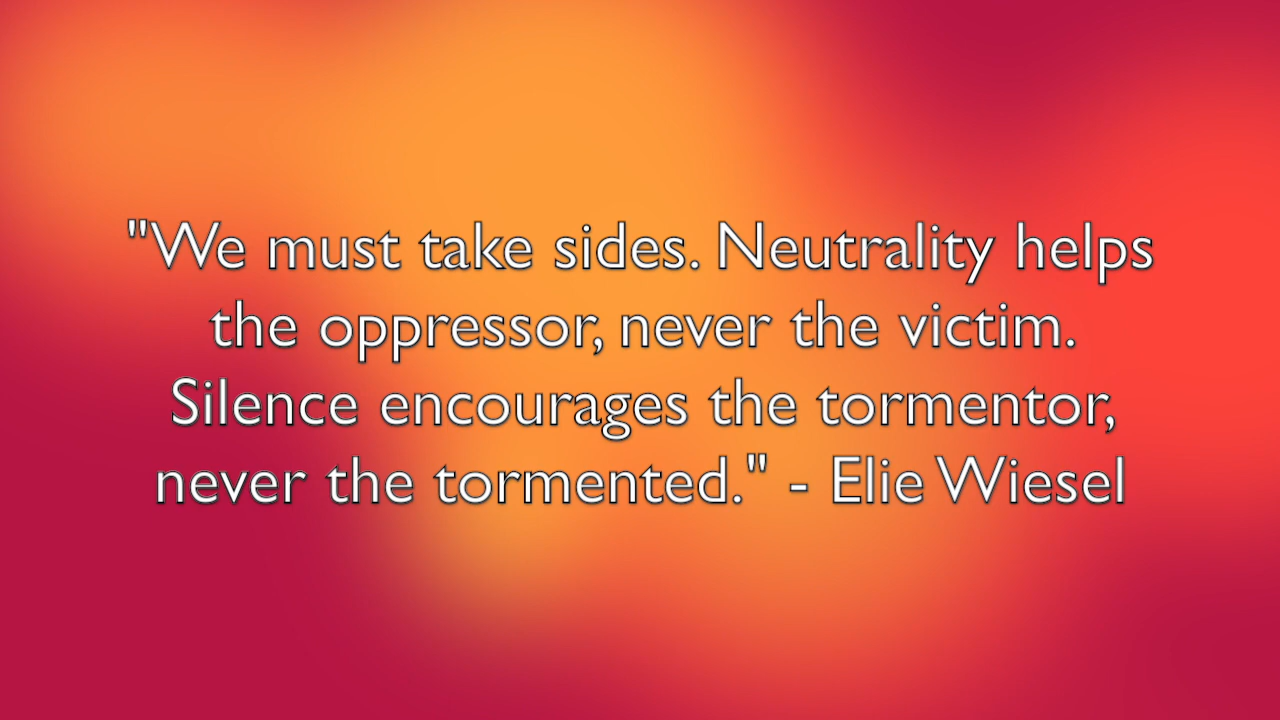 "We must take sides. Neutrality helps
the oppressor, never the victim.
Silence encourages the tormentor,
never the tormented." - Elie Wiesel